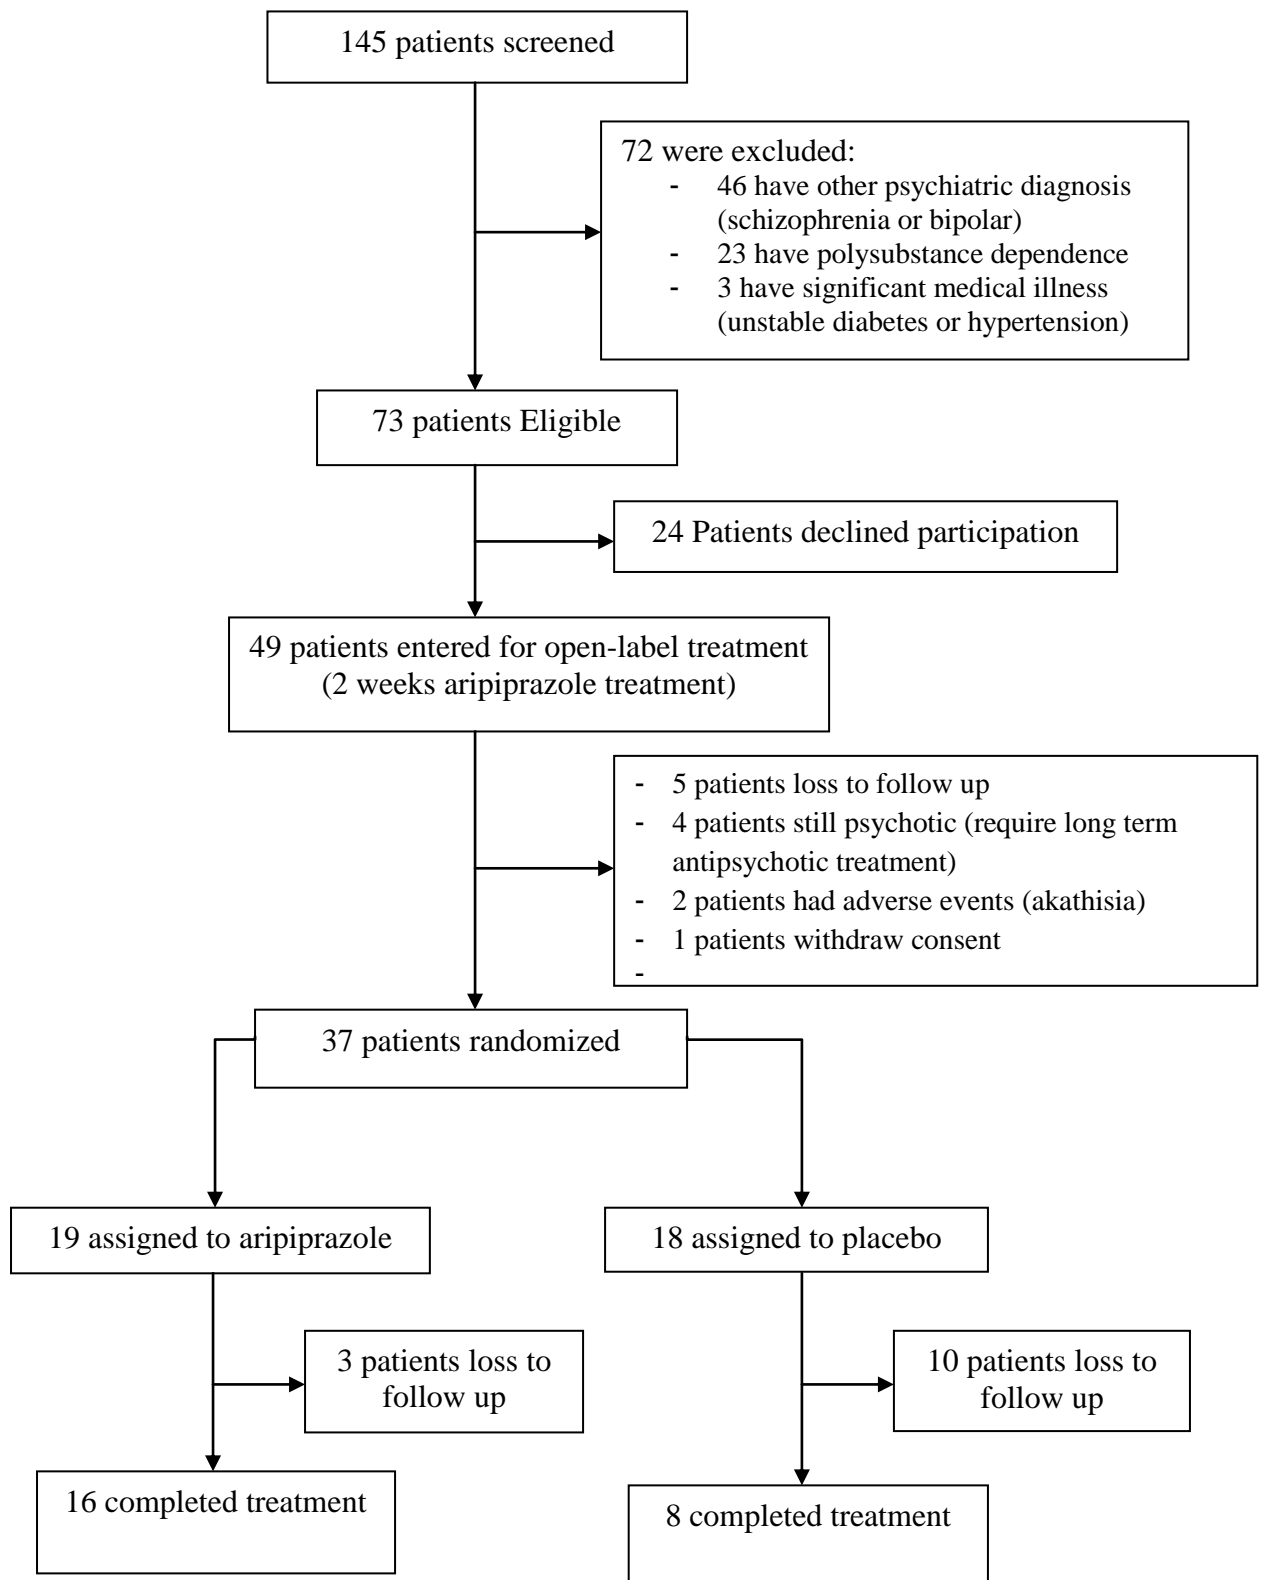 145 patients screened
72 were excluded:
- 46 have other psychiatric diagnosis
(schizophrenia or bipolar)
- 23 have polysubstance dependence
- 3 have significant medical illness
(unstable diabetes or hypertension)
73 patients Eligible
24 Patients declined participation
49 patients entered for open-label treatment
(2 weeks aripiprazole treatment)
- 5 patients loss to follow up
- 4 patients still psychotic (require long term
antipsychotic treatment)
- 2 patients had adverse events (akathisia)
- 1 patients withdraw consent
-
37 patients randomized
19 assigned to aripiprazole
18 assigned to placebo
3 patients loss to
follow up
10 patients loss to
follow up
16 completed treatment
8 completed treatment